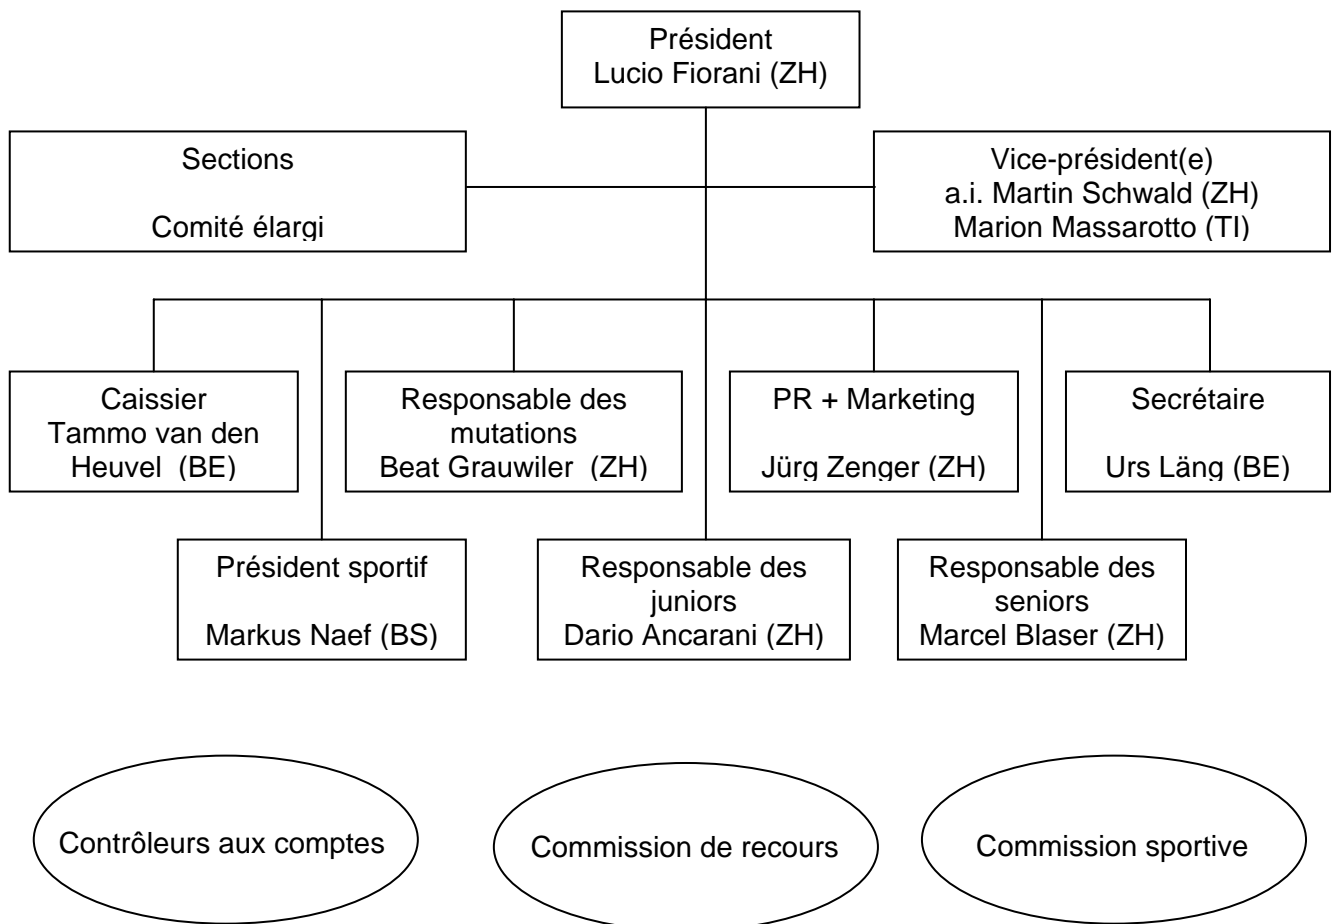 Président
Lucio Fiorani (ZH)
Sections
Comité élargi
Vice-président(e)
a.i. Martin Schwald (ZH)
Marion Massarotto (TI)
Caissier
Tammo van den
Heuvel (BE)
Responsable des
mutations
Beat Grauwiler (ZH)
PR + Marketing
Jürg Zenger (ZH)
Secrétaire
Urs Läng (BE)
Président sportif
Markus Naef (BS)
Responsable des
juniors
Dario Ancarani (ZH)
Responsable des
seniors
Marcel Blaser (ZH)
Contrôleurs aux comptes
Commission de recours
Commission sportive